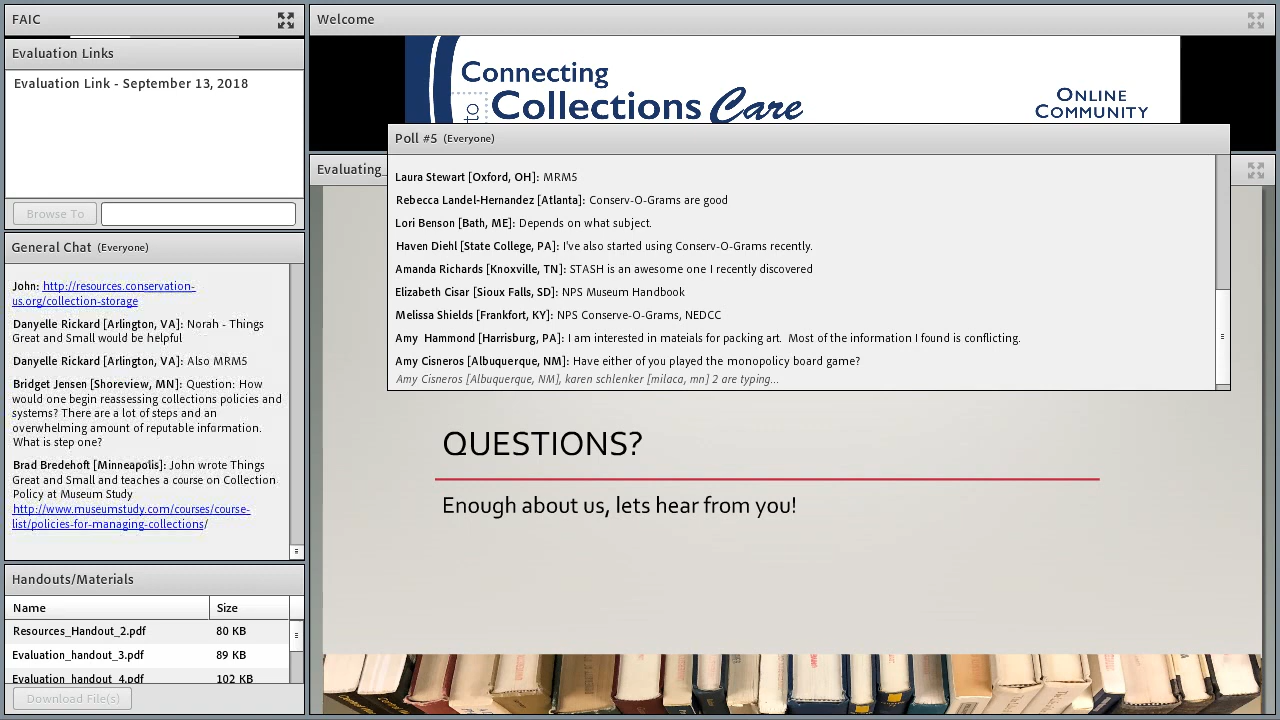 FAIC
Evaluation Links
Evaluation Link - September 13, 2018
Browse To
General Chat (Everyone)
John: http://resources.conservation-
us.org/collection-storage
Danyelle Rickard [Arlington, VA]: Norah - Things
Great and Small would be helpful
Danyelle Rickard [Arlington, VA]: Also MRM5
Bridget Jensen [Shoreview, MN]: Question: How
would one begin reassessing collections policies and
systems? There are a lot of steps and an
overwhelming amount of reputable information.
What is step one?
Brad Bredehoft [Minneapolis]: John wrote Things
Great and Small and teaches a course on Collection
Policy at Museum Study
http://www.museumstudy.com/courses/course-
list/policies-for-managing-collections/
Handouts/Materials
Name Size
Resources_Handout_2.pdf 80 KB
Evaluation_handout_3.pdf 89 KB
Evaluation_handout_4.pdf 102 KB
Download File(s)
Welcome
Connecting
to Collections Care
ONLINE
COMMUNITY
Evaluating_
Poll #5 (Everyone)
Laura Stewart [Oxford, OH]: MRM5
Rebecca Landel-Hernandez [Atlanta]: Conserv-O-Grams are good
Lori Benson [Bath, ME]: Depends on what subject.
Haven Diehl [State College, PA]: I've also started using Conserv-O-Grams recently.
Amanda Richards [Knoxville, TN]: STASH is an awesome one I recently discovered
Elizabeth Cisar [Sioux Falls, SD]: NPS Museum Handbook
Melissa Shields [Frankfort, KY]: NPS Conserve-O-Grams, NEDCC
Amy Hammond [Harrisburg, PA]: I am interested in mateials for packing art. Most of the information I found is conflicting.
Amy Cisneros [Albuquerque, NM]: Have either of you played the monopolicy board game?
Amy Cisneros [Albuquerque, NM], karen schlenker [milaca, mn] 2 are typing...
QUESTIONS?
Enough about us, lets hear from you!